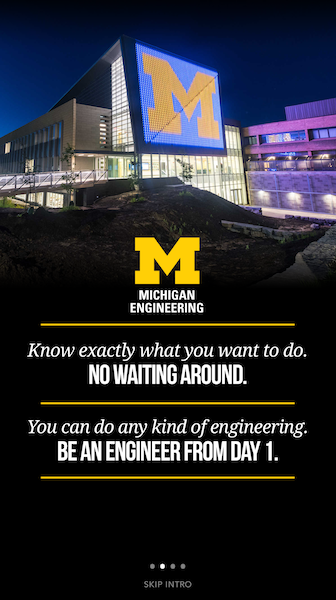 M
M
MICHIGAN
ENGINEERING
Know exactly what you want to do.
NO WAITING AROUND.
You can do any kind of engineering.
BE AN ENGINEER FROM DAY 1.
SKIP INTRO